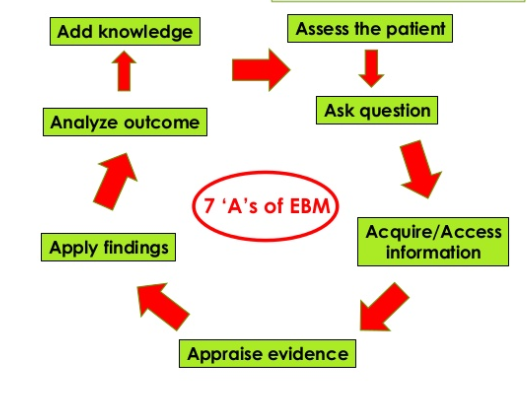 Add knowledge
Assess the patient
Analyze outcome
Ask question
7 ‘A’s of EBM
Acquire/Access
information
Apply findings
Appraise evidence